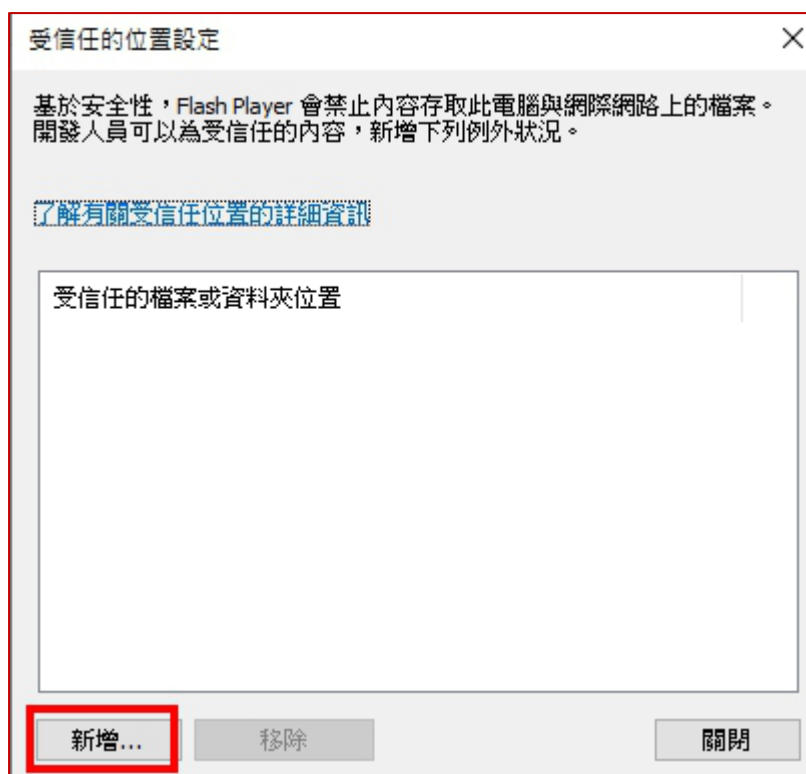 受信任的位置設定
基於安全性，Flash Player 會禁止內容存取此電腦與網際網路上的檔案。
開發人員可以為受信任的內容，新增下列例外狀況。
了解有關受信任位置的詳細資訊
受信任的檔案或資料夾位置
新增... 移除 關閉